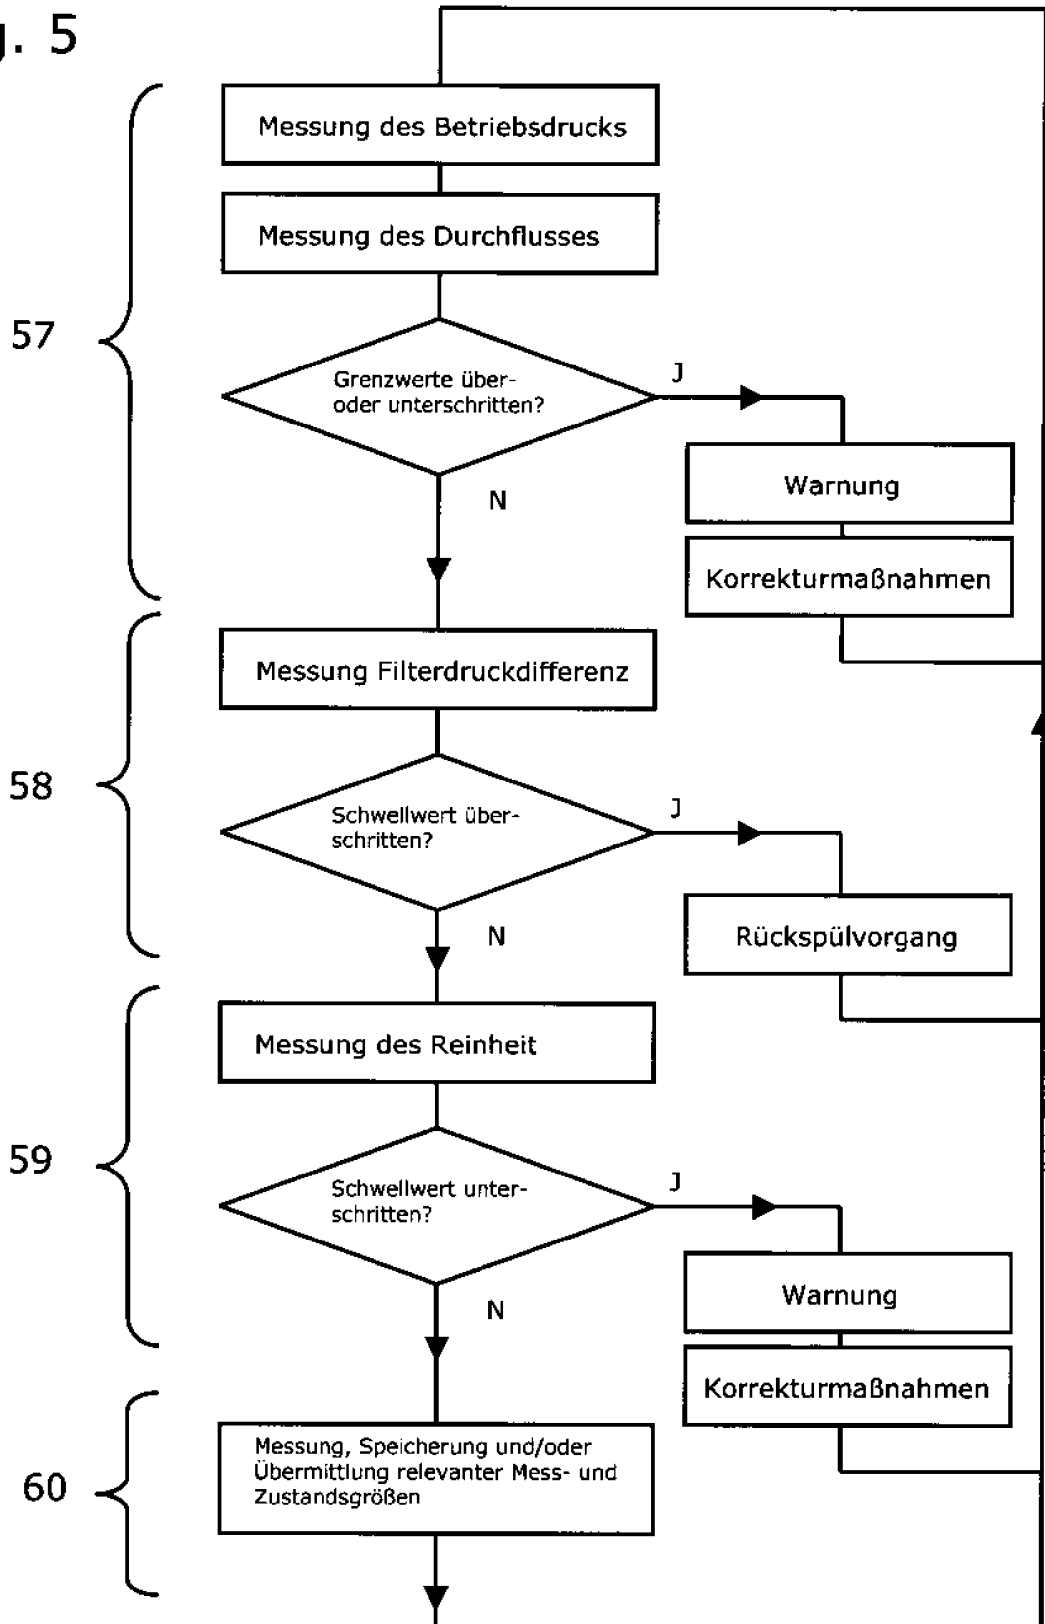 g. 5
Messung des Betriebsdrucks
Messung des Durchflusses
57
Grenzwerte über-
oder unterschritten?
J
N
Warnung
Korrekturmaßnahmen
Messung Filterdruckdifferenz
58
Schwellwert über-
schritten?
J
N
Rückspülvorgang
Messung des Reinheit
59
Schwellwert unter-
schritten?
J
N
Warnung
Korrekturmaßnahmen
60
Messung, Speicherung und/oder
Übermittlung relevanter Mess- und
Zustandsgrößen